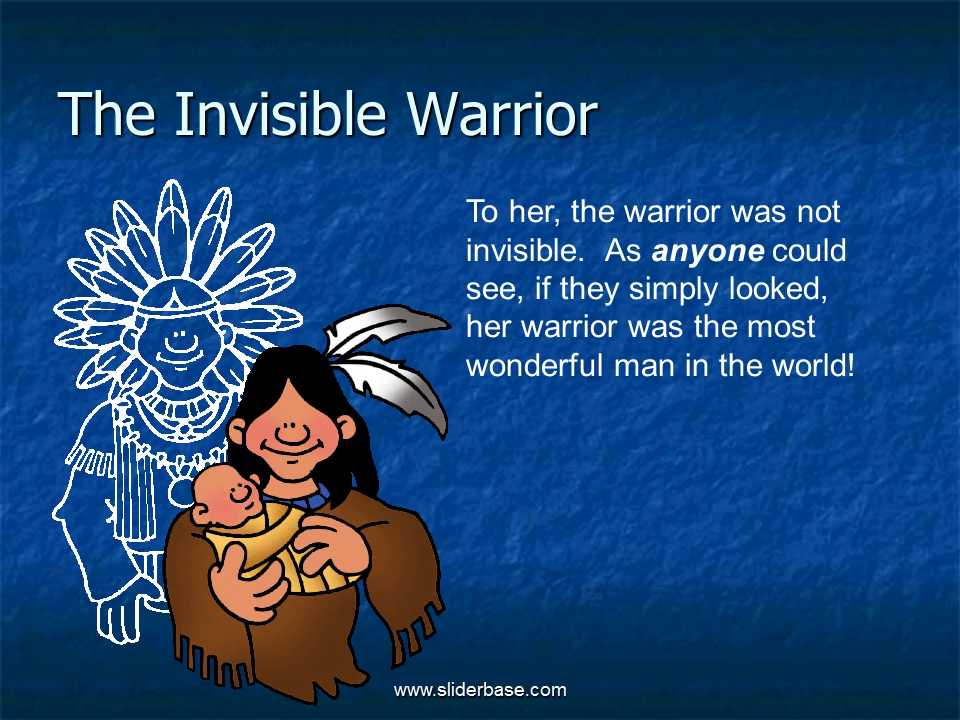 The Invisible Warrior
To her, the warrior was not
invisible.  As anyone could
see, if they simply looked,
her warrior was the most
wonderful man in the world!
www.sliderbase.com